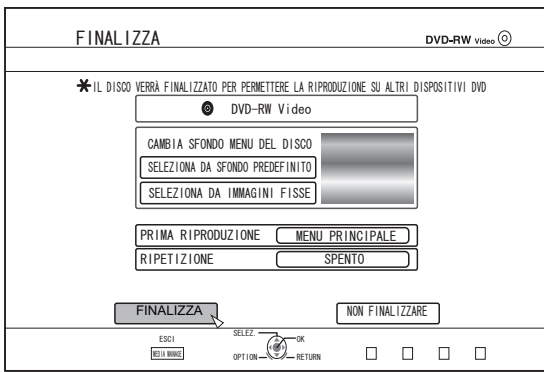 FINALIZZA
DVD-RW Video
✱IL DISCO VERRÀ FINALIZZATO PER PERMETTERE LA RIPRODUZIONE SU ALTRI DISPOSITIVI DVD
DVD-RW Video
CAMBIA SFONDO MENU DEL DISCO
SELEZIONA DA SFONDO PREDEFINITO
SELEZIONA DA IMMAGINI FISSE
PRIMA RIPRODUZIONE MENU PRINCIPALE
RIPETIZIONE SPENTO
FINALIZZA NON FINALIZZARE
ESCI
MEDIA MANAGE
SELEZ. OK
OPTION RETURN